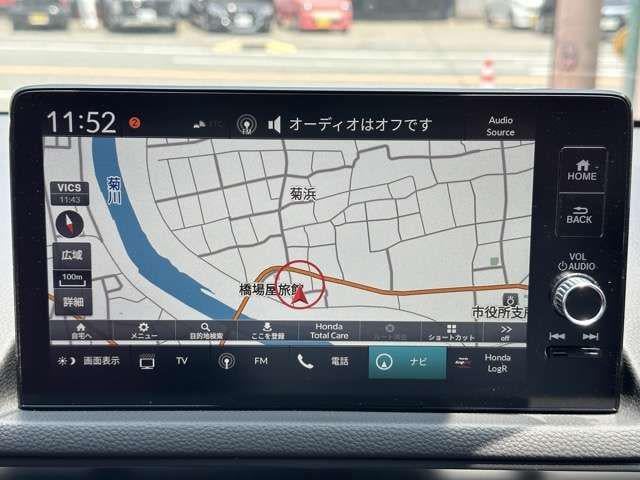 11:52 2 ETC FM オーディオはオフです Audio Source
VICS
11:43
広域
100m
詳細
菊川
菊浜
橋場屋旅館
市役所支
自宅へ メニュー 目的地検索 ここを登録 Honda Total Care ショートカット off
画面表示 TV FM 電話 ナビ Honda LogR
HOME
BACK
VOL
AUDIO